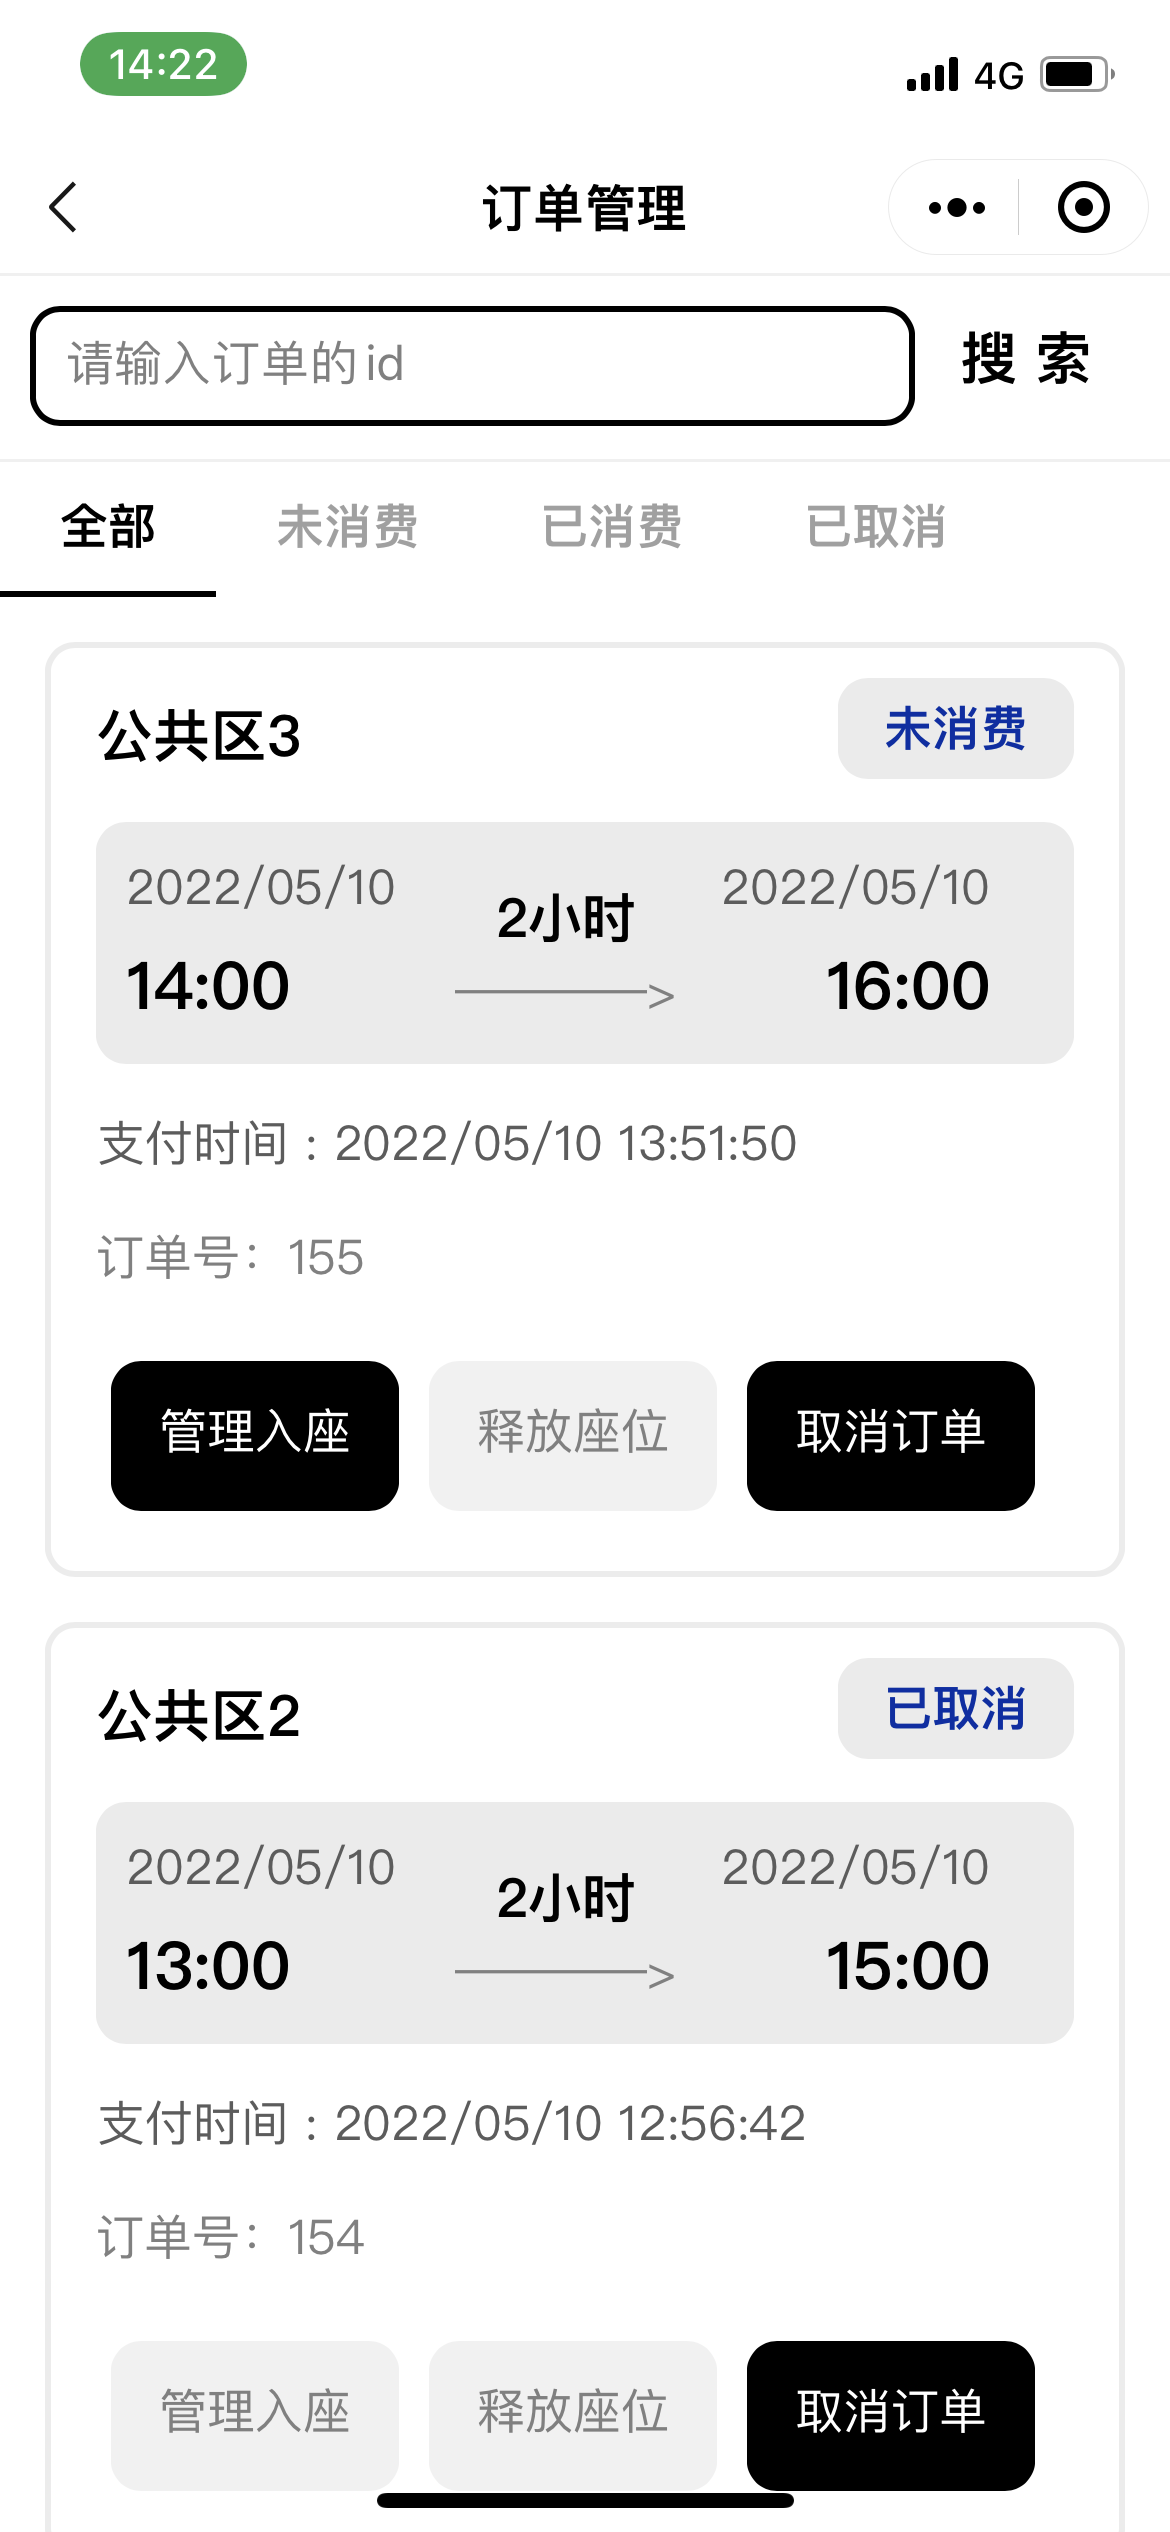 14:22
4G
订单管理
请输入订单的id
搜 索
全部 未消费 已消费 已取消
公共区3
未消费
2022/05/10
2小时
2022/05/10
14:00
16:00
支付时间：2022/05/10 13:51:50
订单号：155
管理入座 释放座位 取消订单
公共区2
已取消
2022/05/10
2小时
2022/05/10
13:00
15:00
支付时间：2022/05/10 12:56:42
订单号：154
管理入座 释放座位 取消订单